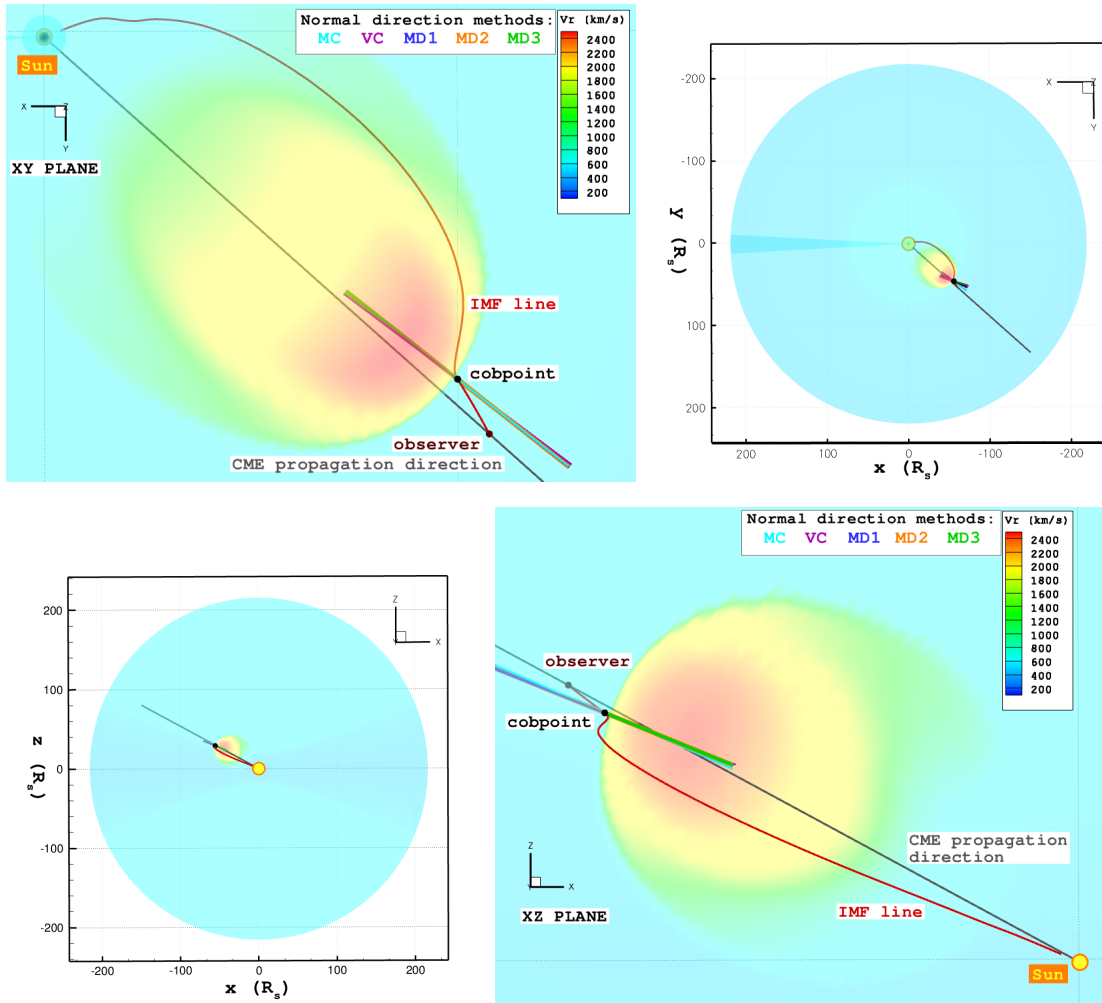 Normal direction methods:
MC VC MD1 MD2 MD3
Vr (km/s)
2400
2200
2000
1800
1600
1400
1200
1000
800
600
400
200
Sun
X
Z
Y
XY PLANE
IMF line
cobpoint
observer
CME propagation direction
-200
-100
0
100
200
Y (Rs)
X
Z
Y
200
100
0
-100
-200
x (Rs)
200
100
0
-100
-200
z (Rs)
Z
Y
X
-200
-100
0
100
200
x (Rs)
Normal direction methods:
MC VC MD1 MD2 MD3
Vr (km/s)
2400
2200
2000
1800
1600
1400
1200
1000
800
600
400
200
observer
cobpoint
CME propagation
direction
Z
Y
X
XZ PLANE
IMF line
Sun